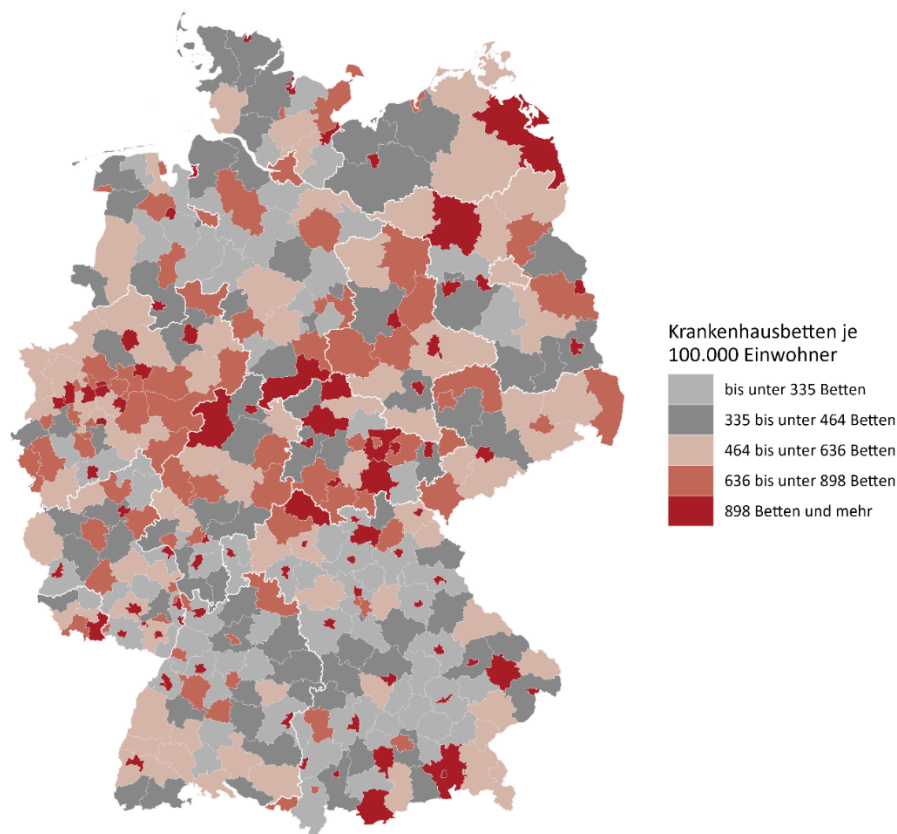 Krankenhausbetten je
100.000 Einwohner
bis unter 335 Betten
335 bis unter 464 Betten
464 bis unter 636 Betten
636 bis unter 898 Betten
898 Betten und mehr